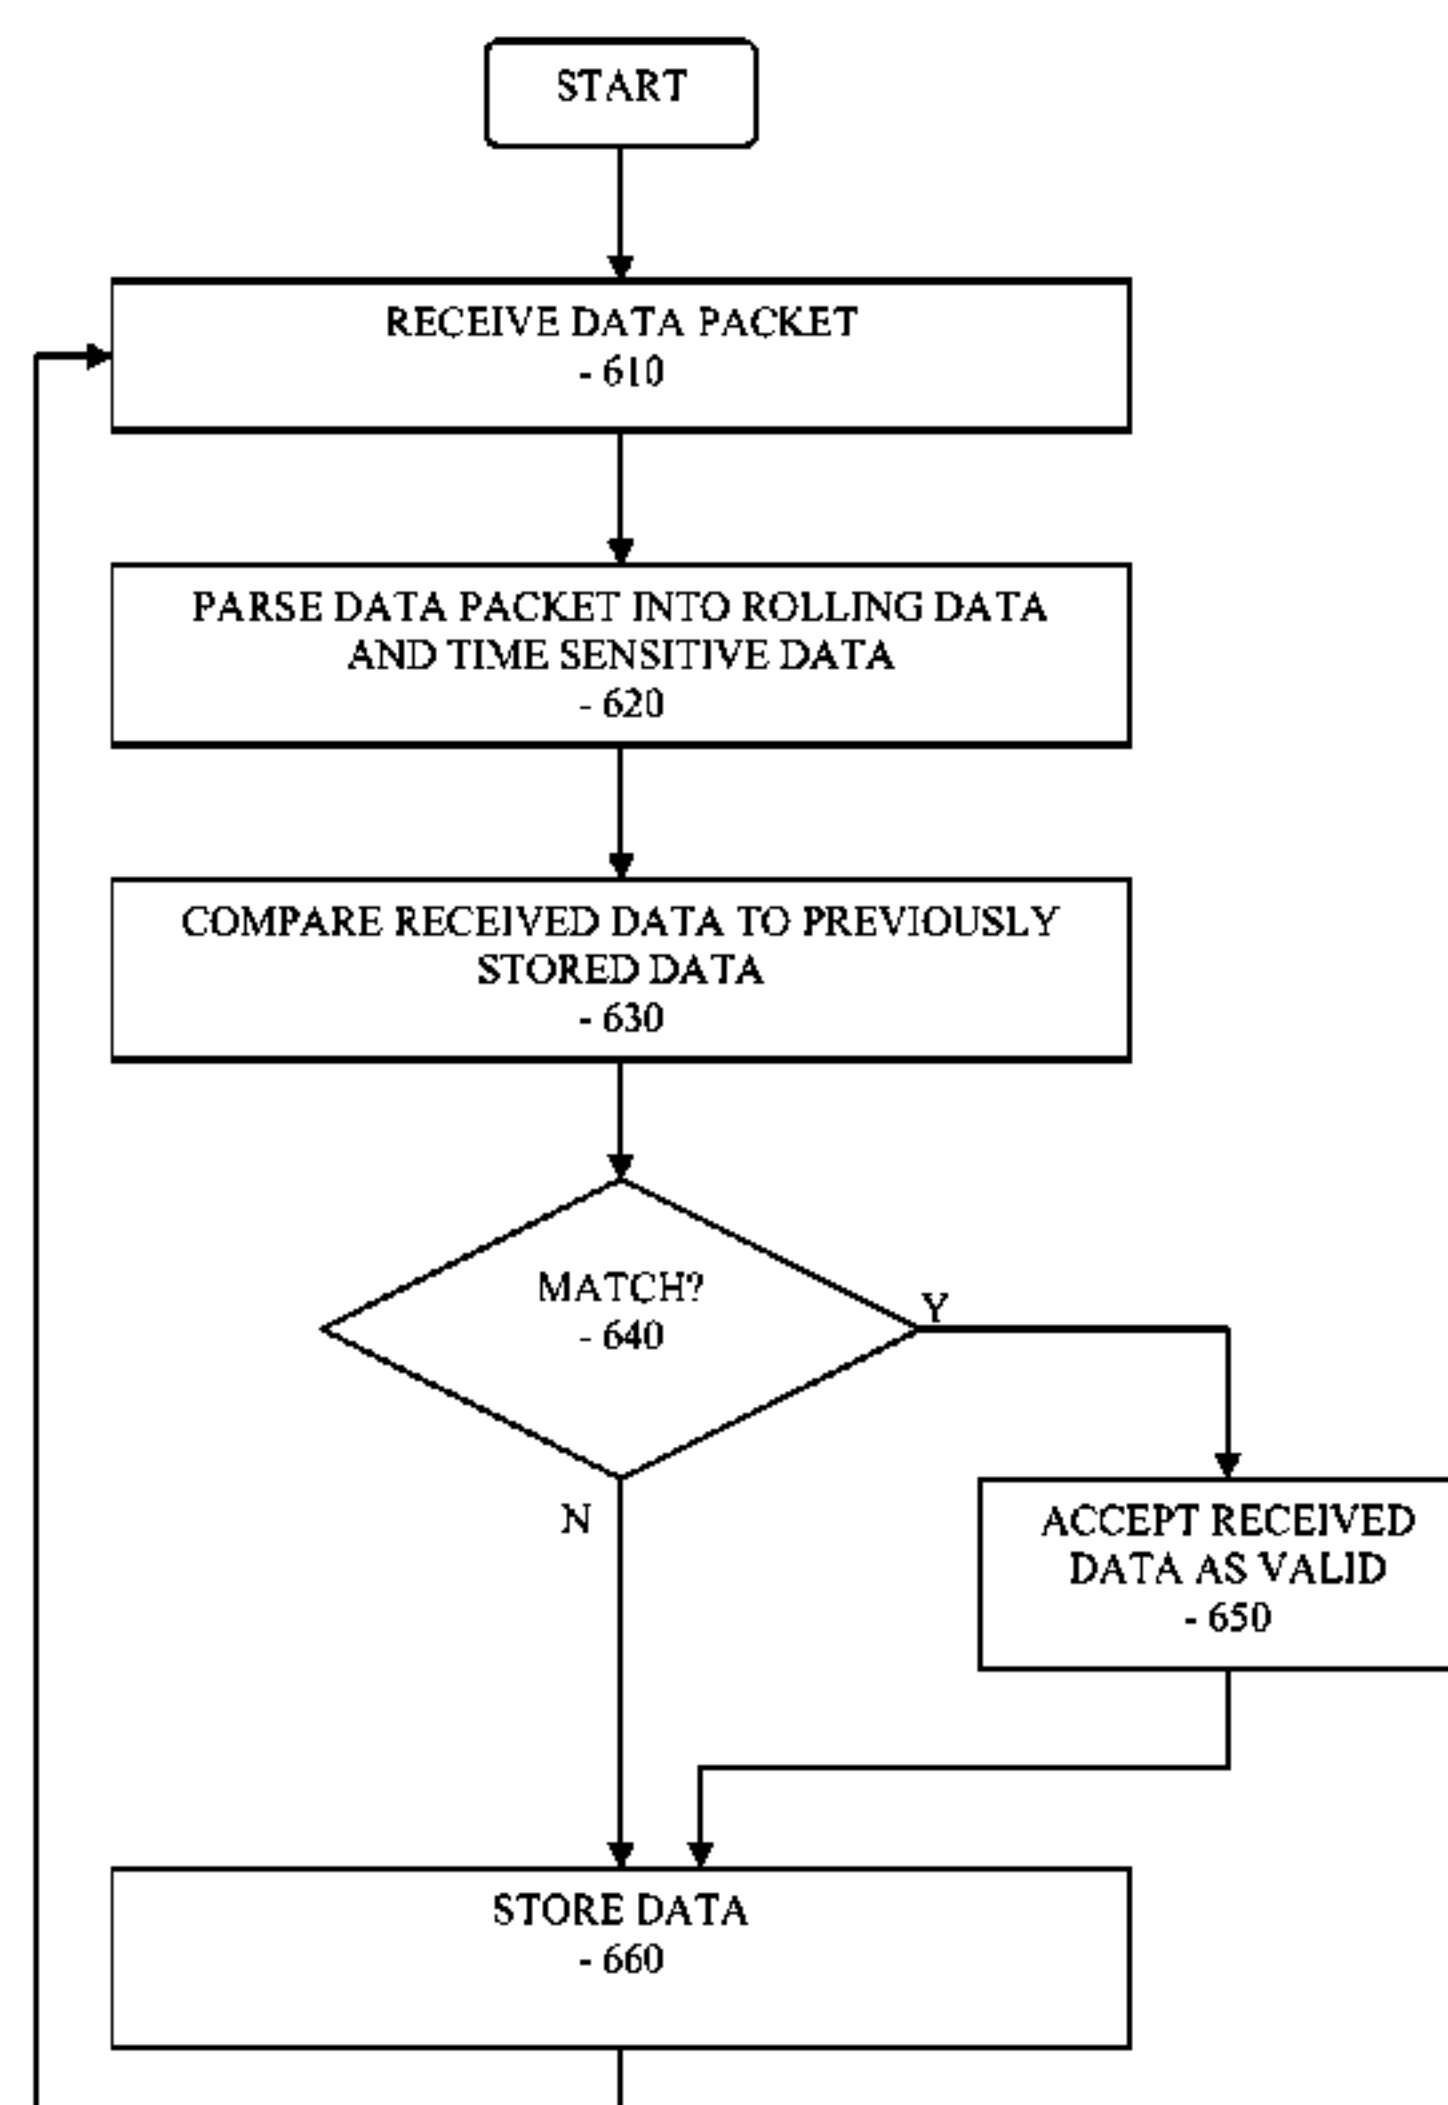 START
RECEIVE DATA PACKET
- 610
PARSE DATA PACKET INTO ROLLING DATA
AND TIME SENSITIVE DATA
- 620
COMPARE RECEIVED DATA TO PREVIOUSLY
STORED DATA
- 630
MATCH?
- 640
Y
N
ACCEPT RECEIVED
DATA AS VALID
- 650
STORE DATA
- 660